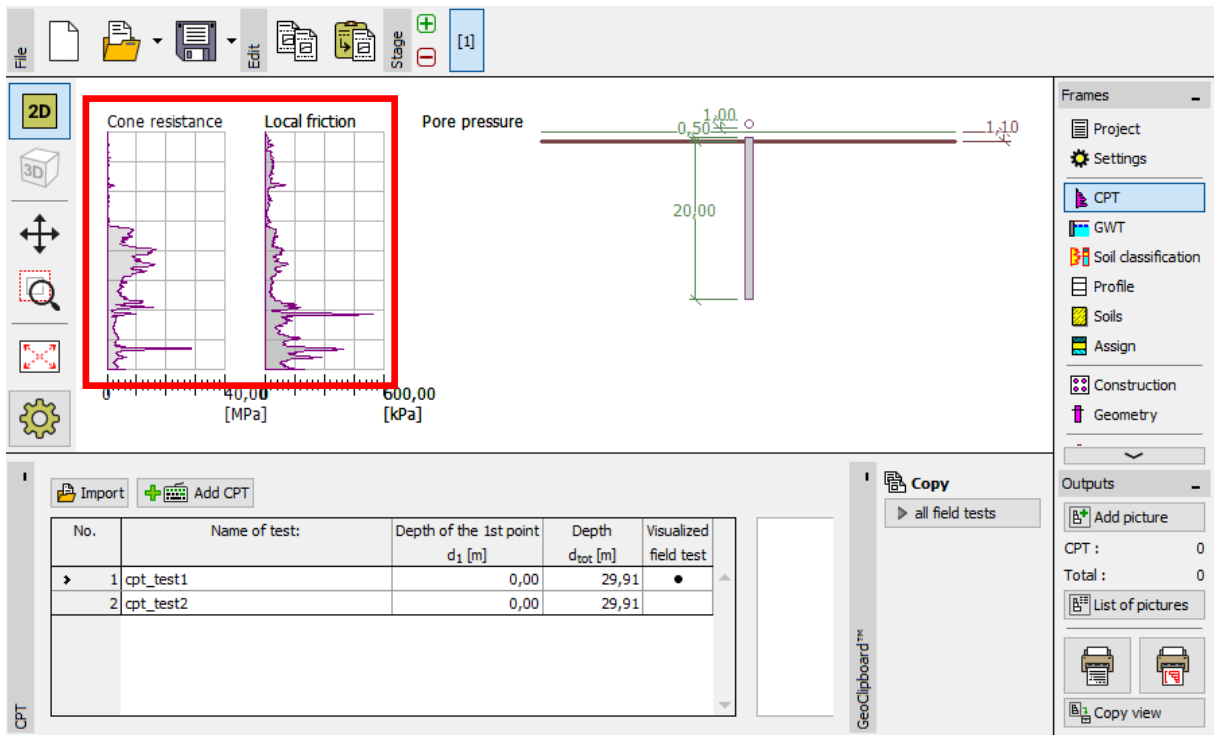 File
Edit
Stage
[1]
2D
3D
Cone resistance
Local friction
Pore pressure
0
40,00
[MPa]
0
600,00
[kPa]
1,00
0,50
1,10
20,00
Frames
Project
Settings
CPT
GWT
Soil classification
Profile
Soils
Assign
Construction
Geometry
CPT
Import
Add CPT
No. Name of test: Depth of the 1st point Depth Visualized
d1 [m] dtot [m] field test
1 cpt_test1 0,00 29,91
2 cpt_test2 0,00 29,91
GeoClipboard™
Copy
all field tests
Outputs
Add picture
CPT : 0
Total : 0
List of pictures
Copy view